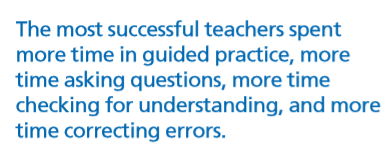 The most successful teachers spent
more time in guided practice, more
time asking questions, more time
checking for understanding, and more
time correcting errors.